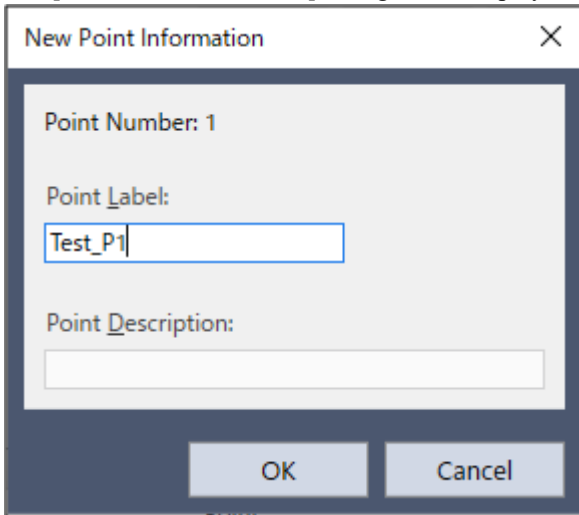 New Point Information
Point Number: 1
Point Label:
Test_P1
Point Description:
OK Cancel